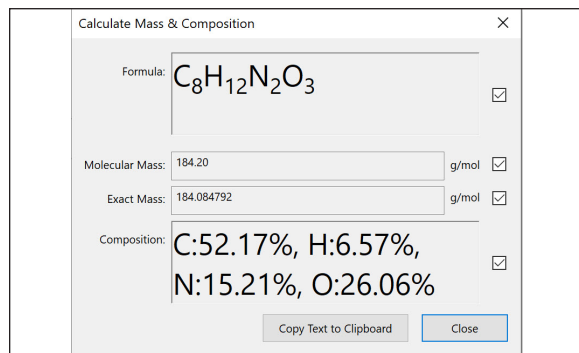 Calculate Mass & Composition
Formula: C₈H₁₂N₂O₃
Molecular Mass: 184.20 g/mol
Exact Mass: 184.084792 g/mol
Composition: C:52.17%, H:6.57%,
N:15.21%, O:26.06%
Copy Text to Clipboard Close